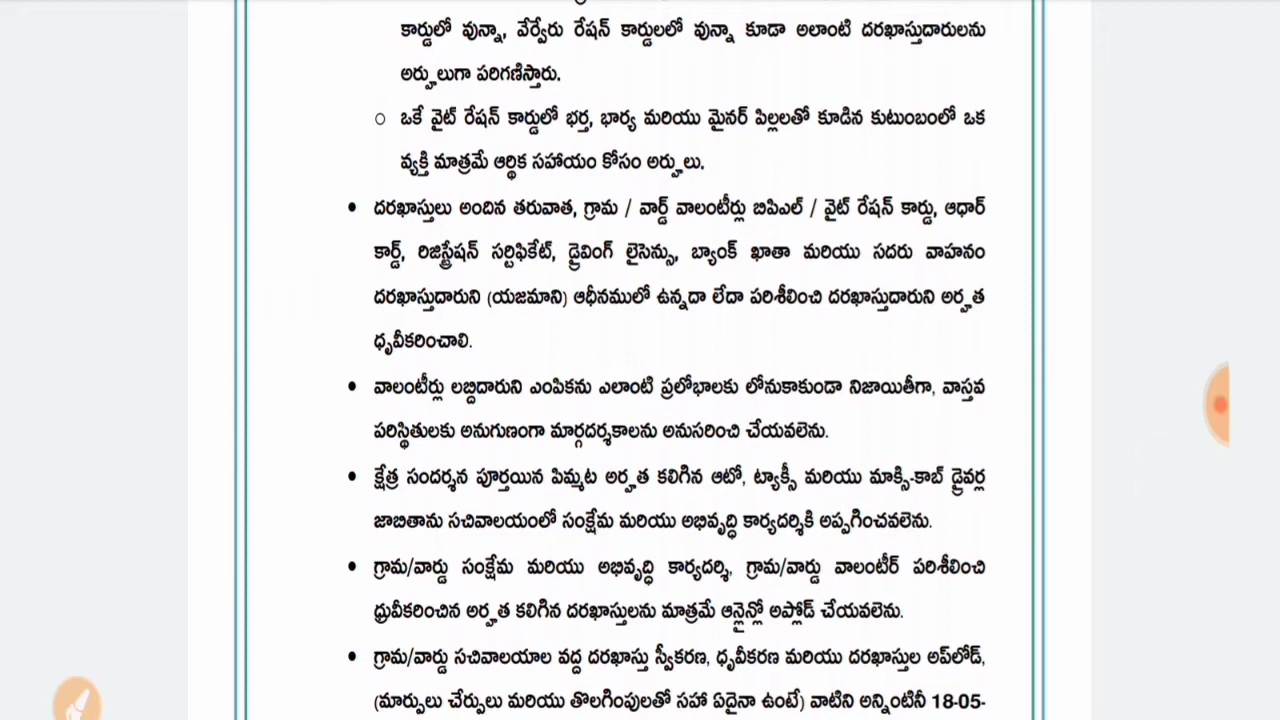 కార్డులో వున్నా, వేర్వేరు రేషన్ కార్డులలో వున్నా కూడా అలాంటి దరఖాస్తుదారులను
అర్హులుగా పరిగణిస్తారు.
○ ఒకే వైట్ రేషన్ కార్డులో భర్త, భార్య మరియు మైనర్ పిల్లలతో కూడిన కుటుంబంలో ఒక
వ్యక్తి మాత్రమే ఆర్థిక సహాయం కోసం అర్హులు.
• దరఖాస్తులు అందిన తరువాత, గ్రామ / వార్డ్ వాలంటీర్లు బిపిఎల్ / వైట్ రేషన్ కార్డు, ఆధార్
కార్డ్, రిజిస్ట్రేషన్ సర్టిఫికేట్, డ్రైవింగ్ లైసెన్సు, బ్యాంక్ ఖాతా మరియు సదరు వాహనం
దరఖాస్తుదారుని (యజమాని) ఆధీనములో ఉన్నదా లేదా పరిశీలించి దరఖాస్తుదారుని అర్హత
ధృవీకరించాలి.
• వాలంటీర్లు లబ్దిదారుని ఎంపికను ఎలాంటి ప్రలోభాలకు లోనుకాకుండా నిజాయితీగా, వాస్తవ
పరిస్థితులకు అనుగుణంగా మార్గదర్శకాలను అనుసరించి చేయవలెను.
• క్షేత్ర సందర్శన పూర్తయిన పిమ్మట అర్హత కలిగిన ఆటో, ట్యాక్సీ మరియు మాక్సి-కాబ్ డ్రైవర్ల
జాబితాను సచివాలయంలో సంక్షేమ మరియు అభివృద్ధి కార్యదర్శికి అప్పగించవలెను.
• గ్రామ/వార్డు సంక్షేమ మరియు అభివృద్ధి కార్యదర్శి, గ్రామ/వార్డు వాలంటీర్ పరిశీలించి
ధ్రువీకరించిన అర్హత కలిగిన దరఖాస్తులను మాత్రమే ఆన్లైన్లో అప్లోడ్ చేయవలెను.
• గ్రామ/వార్డు సచివాలయాల వద్ద దరఖాస్తు స్వీకరణ, ధృవీకరణ మరియు దరఖాస్తుల అప్‌లోడ్,
(మార్పులు చేర్పులు మరియు తొలగింపులతో సహా ఏదైనా ఉంటే) వాటిని అన్నింటినీ 18-05-